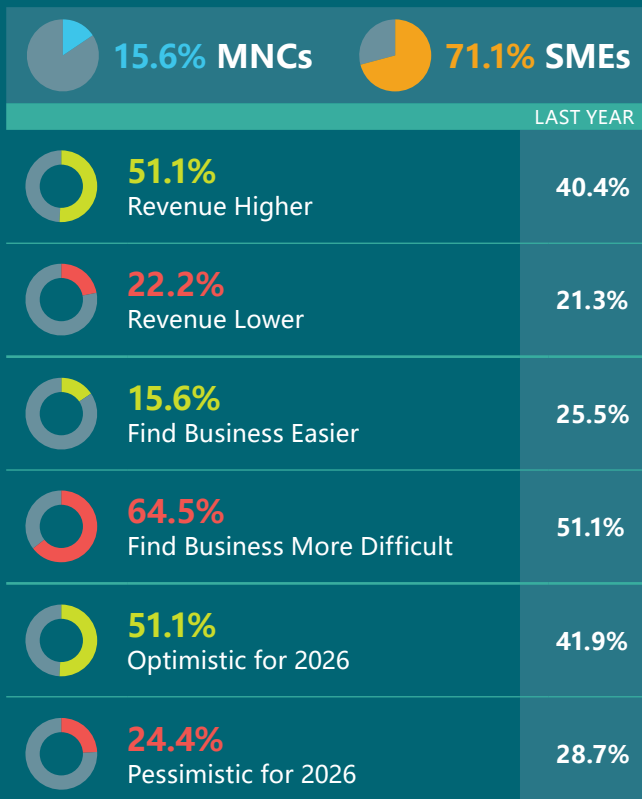 15.6% MNCs 71.1% SMEs
LAST YEAR
51.1%
Revenue Higher
40.4%
22.2%
Revenue Lower
21.3%
15.6%
Find Business Easier
25.5%
64.5%
Find Business More Difficult
51.1%
51.1%
Optimistic for 2026
41.9%
24.4%
Pessimistic for 2026
28.7%